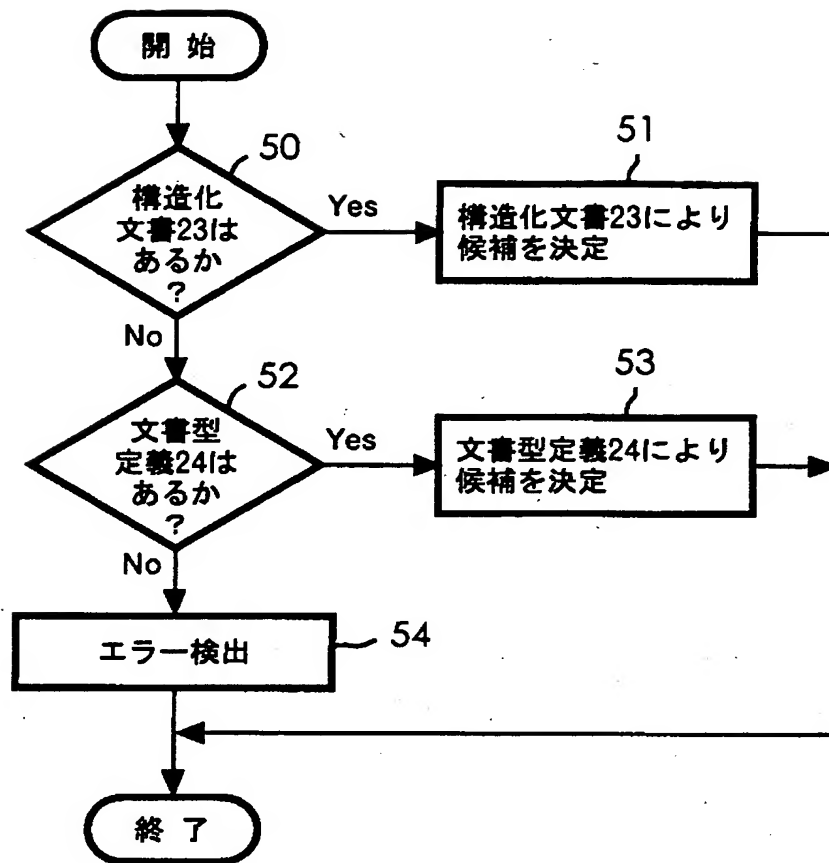 開 始
50
構造化
文書23は
あるか
?
Yes
51
構造化文書23により
候補を決定
No
52
文書型
定義24は
あるか
?
Yes
53
文書型定義24により
候補を決定
No
エラー検出
54
終 了